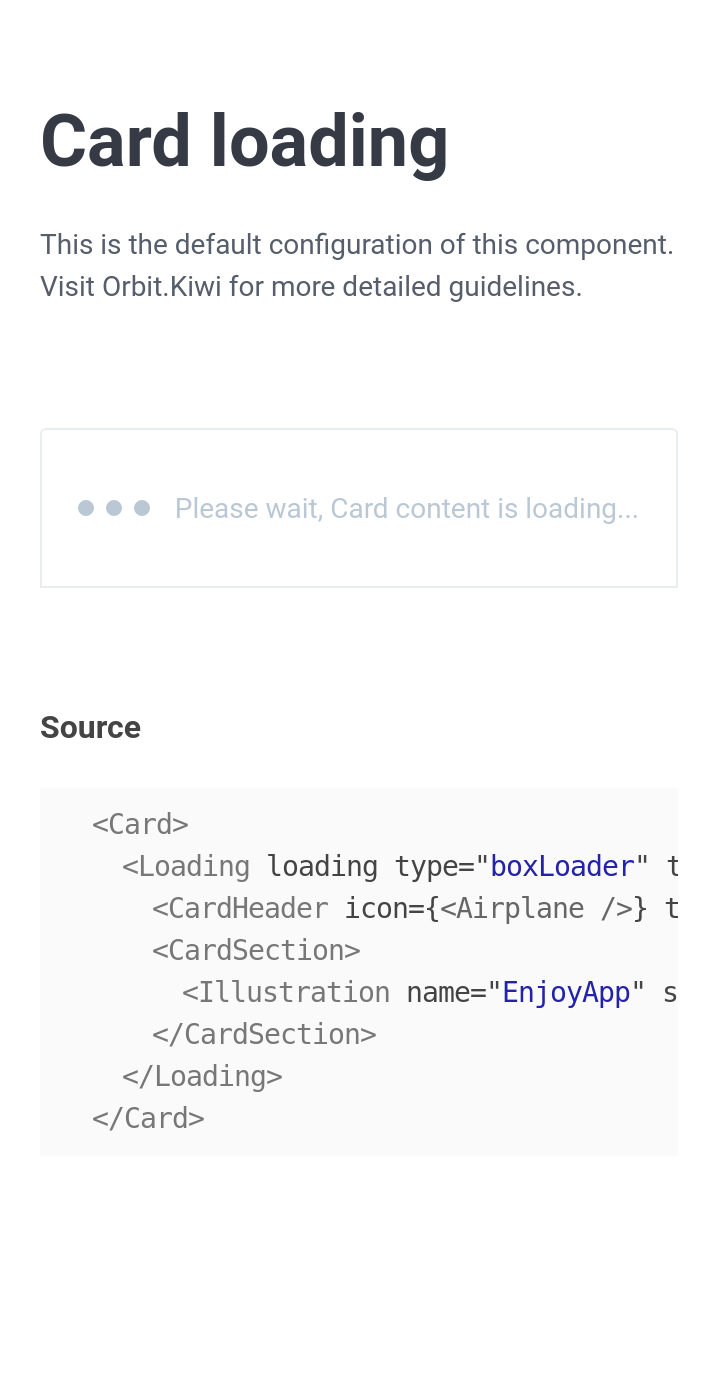 Card loading
This is the default configuration of this component.
Visit Orbit.Kiwi for more detailed guidelines.
Please wait, Card content is loading...
Source
<Card>
<Loading loading type="boxLoader" t
<CardHeader icon={<Airplane />} t
<CardSection>
<Illustration name="EnjoyApp" s
</CardSection>
</Loading>
</Card>